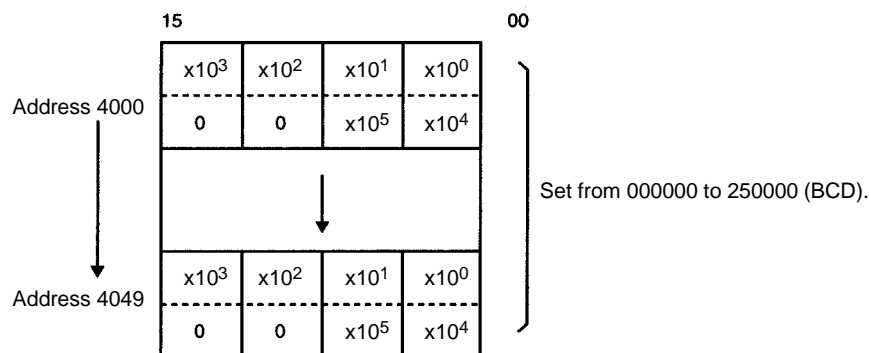 15 00
x10³ x10² x10¹ x10⁰
Address 4000
0 0 x10⁵ x10⁴
Set from 000000 to 250000 (BCD).
x10³ x10² x10¹ x10⁰
Address 4049
0 0 x10⁵ x10⁴